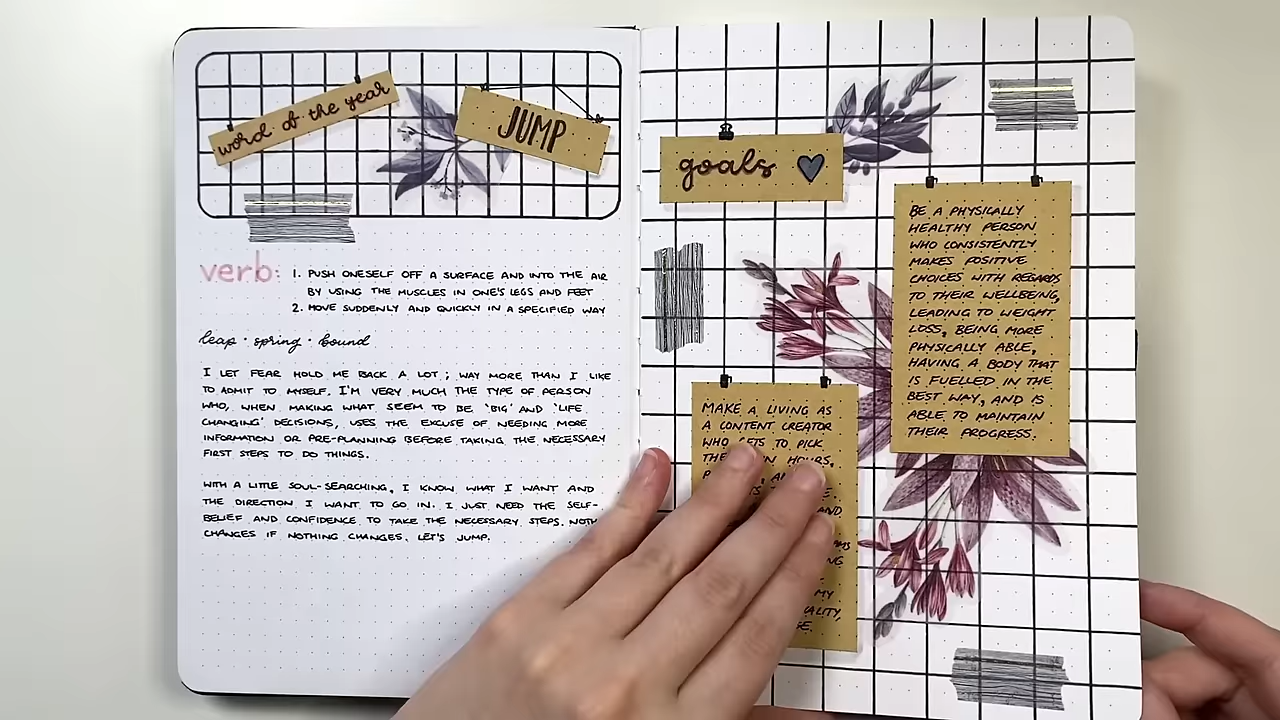 word of the year
JUMP
verb: 1. PUSH ONESELF OFF A SURFACE AND INTO THE AIR
BY USING THE MUSCLES IN ONE'S LEGS AND FEET
2. MOVE SUDDENLY AND QUICKLY IN A SPECIFIED WAY
leap · spring · bound
I LET FEAR HOLD ME BACK A LOT; WAY MORE THAN I LIKE
TO ADMIT TO MYSELF. I'M VERY MUCH THE TYPE OF PERSON
WHO, WHEN MAKING WHAT SEEM TO BE 'BIG' AND 'LIFE
CHANGING' DECISIONS, USES THE EXCUSE OF NEEDING MORE
INFORMATION OR PRE-PLANNING BEFORE TAKING THE NECESSARY
FIRST STEPS TO DO THINGS.
WITH A LITTLE SOUL-SEARCHING, I KNOW WHAT I WANT AND
THE DIRECTION I WANT TO GO IN. I JUST NEED THE SELF-
BELIEF AND CONFIDENCE TO TAKE THE NECESSARY STEPS. NOTH
CHANGES IF NOTHING CHANGES. LET'S JUMP.
goals
BE A PHYSICALLY
HEALTHY PERSON
WHO CONSISTENTLY
MAKES POSITIVE
CHOICES WITH REGARDS
TO THEIR WELLBEING,
LEADING TO WEIGHT
LOSS, BEING MORE
PHYSICALLY ABLE,
HAVING A BODY THAT
IS FUELLED IN THE
BEST WAY, AND IS
ABLE TO MAINTAIN
THEIR PROGRESS.
MAKE A LIVING AS
A CONTENT CREATOR
WHO GETS TO PICK
HOURS,
AND
MY